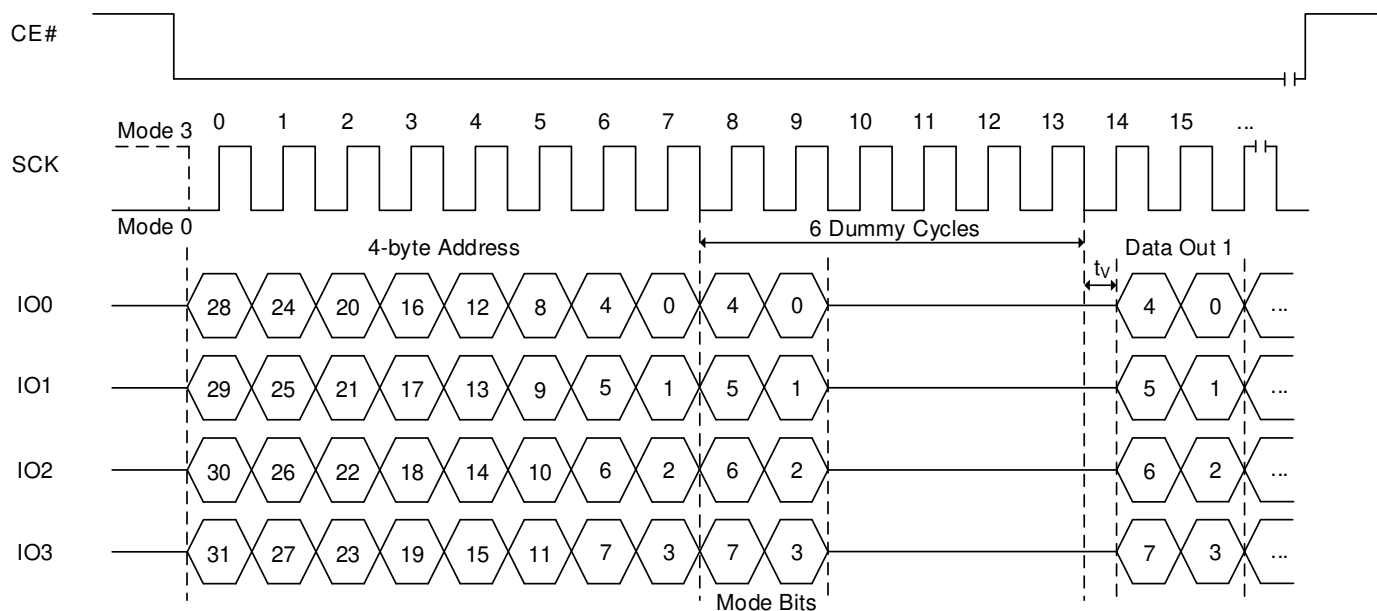 CE#
0 1 2 3 4 5 6 7 8 9 10 11 12 13 14 15 ...
Mode 3
SCK
Mode 0
6 Dummy Cycles
4-byte Address
Data Out 1
tV
IO0 28 24 20 16 12 8 4 0 4 0 4 0 ...
IO1 29 25 21 17 13 9 5 1 5 1 5 1 ...
IO2 30 26 22 18 14 10 6 2 6 2 6 2 ...
IO3 31 27 23 19 15 11 7 3 7 3 7 3 ...
Mode Bits